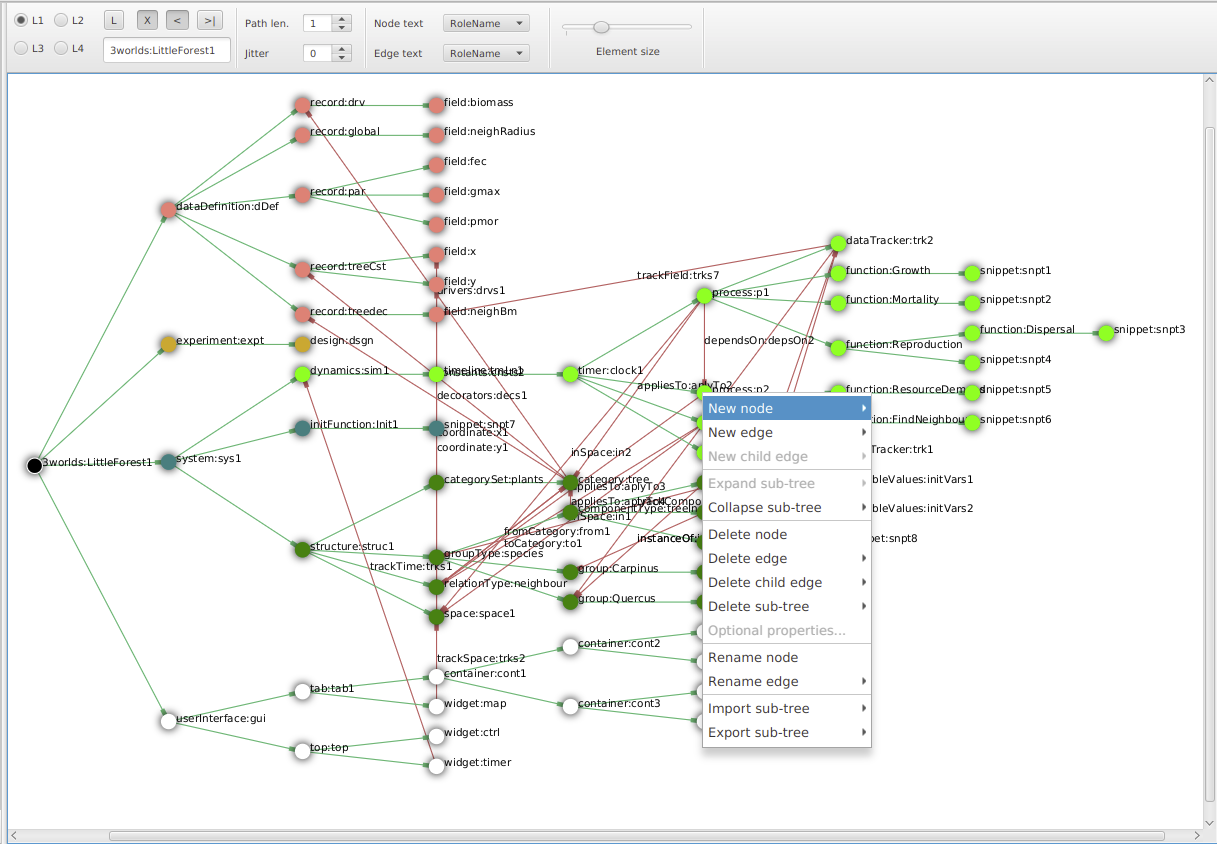 L1 L2 L X < >| Path len. 1 Node text RoleName
L3 L4 3worlds:LittleForest1 Jitter 0 Edge text RoleName Element size
record:drv field:biomass
record:global field:neighRadius
field:fec
record:par field:gmax
dataDefinition:dDef
field:pmor
dataTracker:trk2
field:x
record:treeCst function:Growth snippet:snpt1
trackField:trks7
field:y
drivers:drvs1 process:p1
function:Mortality snippet:snpt2
record:treedec field:neighBm
function:Dispersal snippet:snpt3
experiment:expt design:dsgn dependsOn:depsOn2 function:Reproduction
snippet:snpt4
dynamics:sim1 timeline:tmln1 timer:clock1
appliesTo:aplyTo2 process:p2 snippet:snpt5
decorators:decs1
New node
initFunction:Init1 snippet:snpt7 snippet:snpt6
coordinate:x1
New edge
coordinate:y1
inSpace:in2 Tracker:trk1
New child edge
3worlds:LittleForest1 system:sys1
categorySet:plants category:tree
bleValues:initVars1
Expand sub-tree
appliesTo:aplyTo3
Collapse sub-tree
bleValues:initVars2
inSpace:in1
fromCategory:from1
Delete node
toCategory:to1 instanceOf: pet:snpt8
structure:struc1 groupType:species
Delete edge
trackTime:trks1 group:Carpinus
relationType:neighbour
Delete child edge
group:Quercus
Delete sub-tree
space:space1
Optional properties...
container:cont2
Rename node
trackSpace:trks2
container:cont1
Rename edge
tab:tab1
widget:map container:cont3
Import sub-tree
userInterface:gui
widget:ctrl
Export sub-tree
top:top
widget:timer